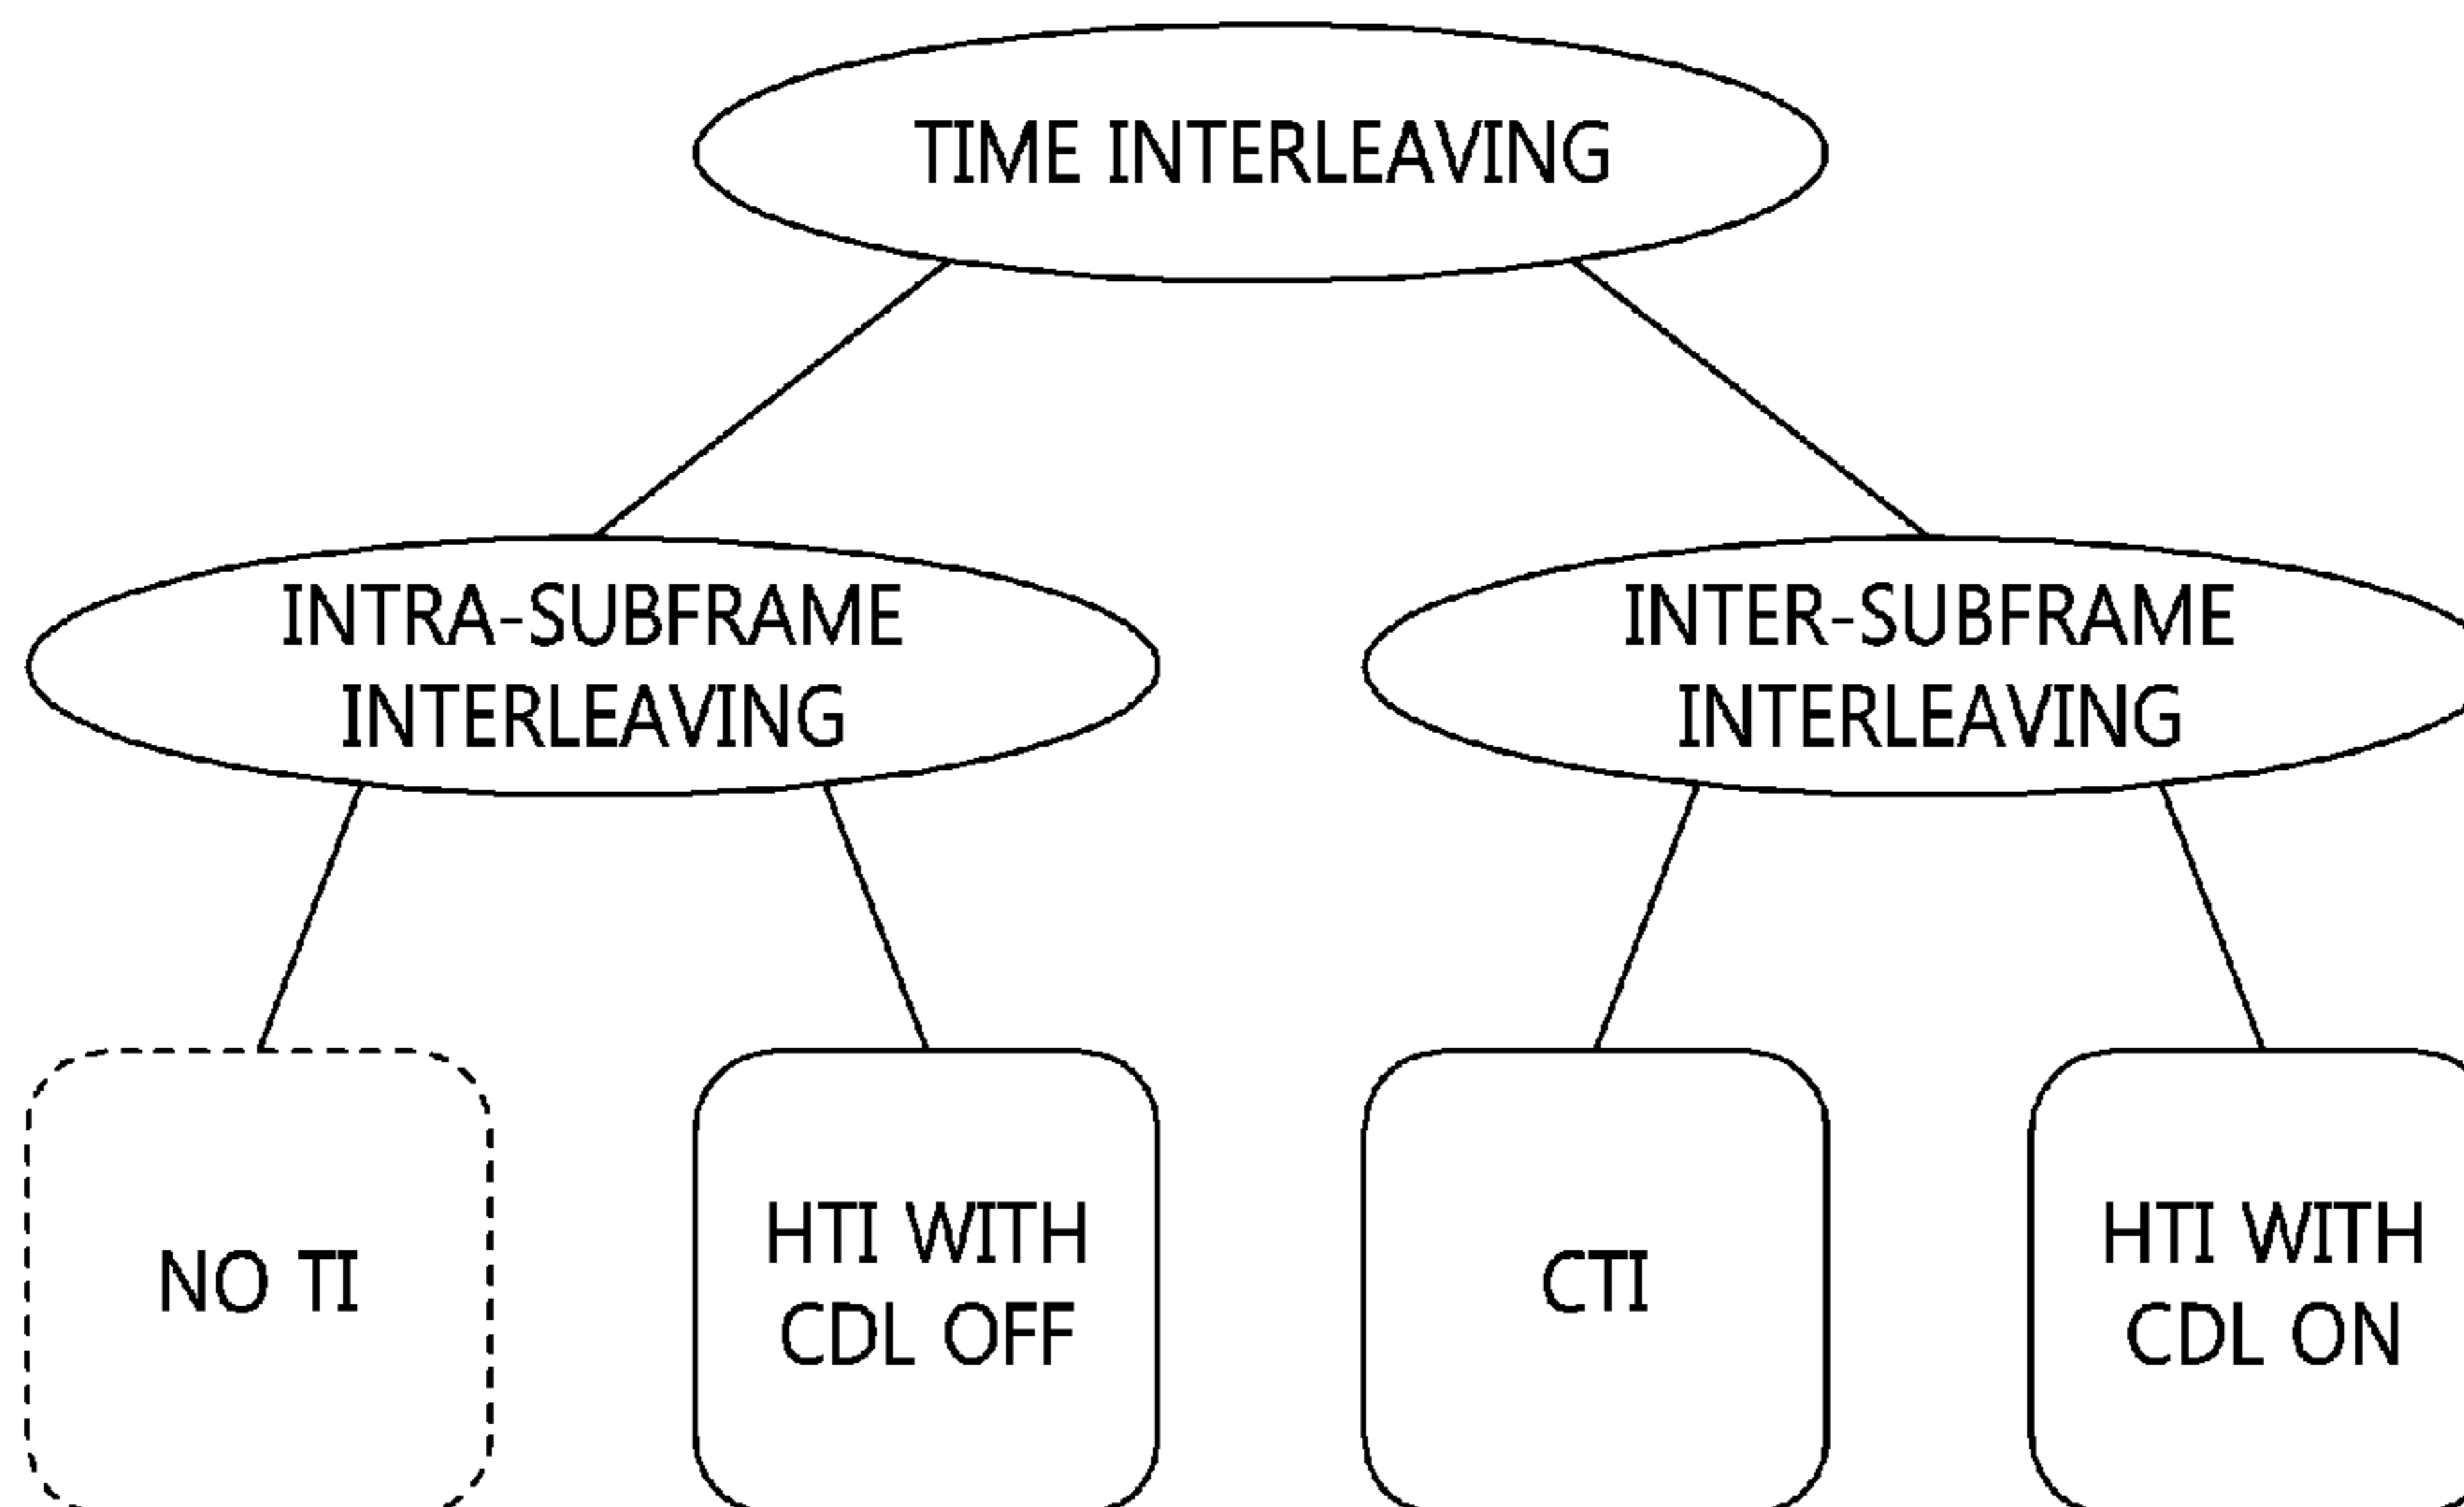 TIME INTERLEAVING
INTRA-SUBFRAME
INTERLEAVING
INTER-SUBFRAME
INTERLEAVING
NO TI
HTI WITH
CDL OFF
CTI
HTI WITH
CDL ON